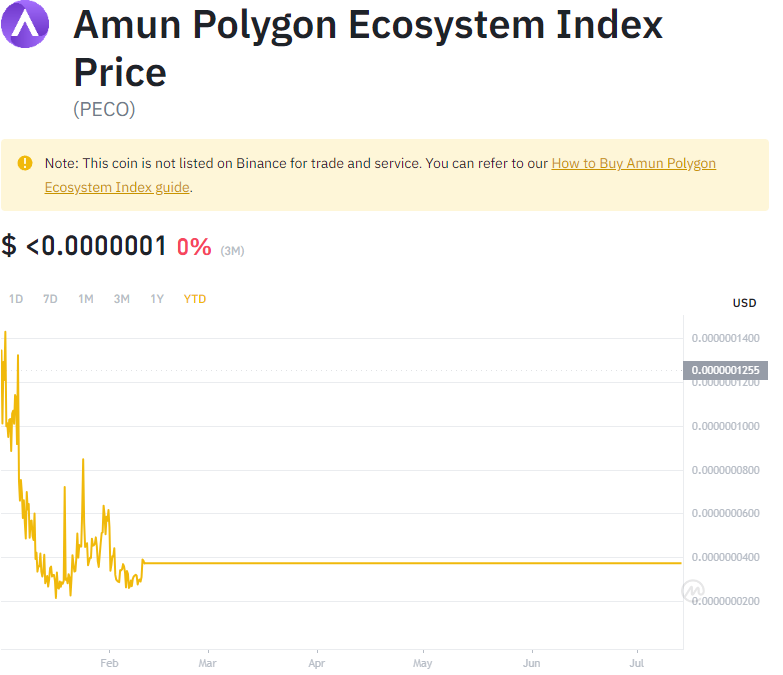 Amun Polygon Ecosystem Index
Price
(PECO)
Note: This coin is not listed on Binance for trade and service. You can refer to our How to Buy Amun Polygon
Ecosystem Index guide.
$ <0.0000001 0% (3M)
1D 7D 1M 3M 1Y YTD
USD
0.0000001400
0.0000001255
0.0000001200
0.0000001000
0.0000000800
0.0000000600
0.0000000400
0.0000000200
Feb Mar Apr May Jun Jul